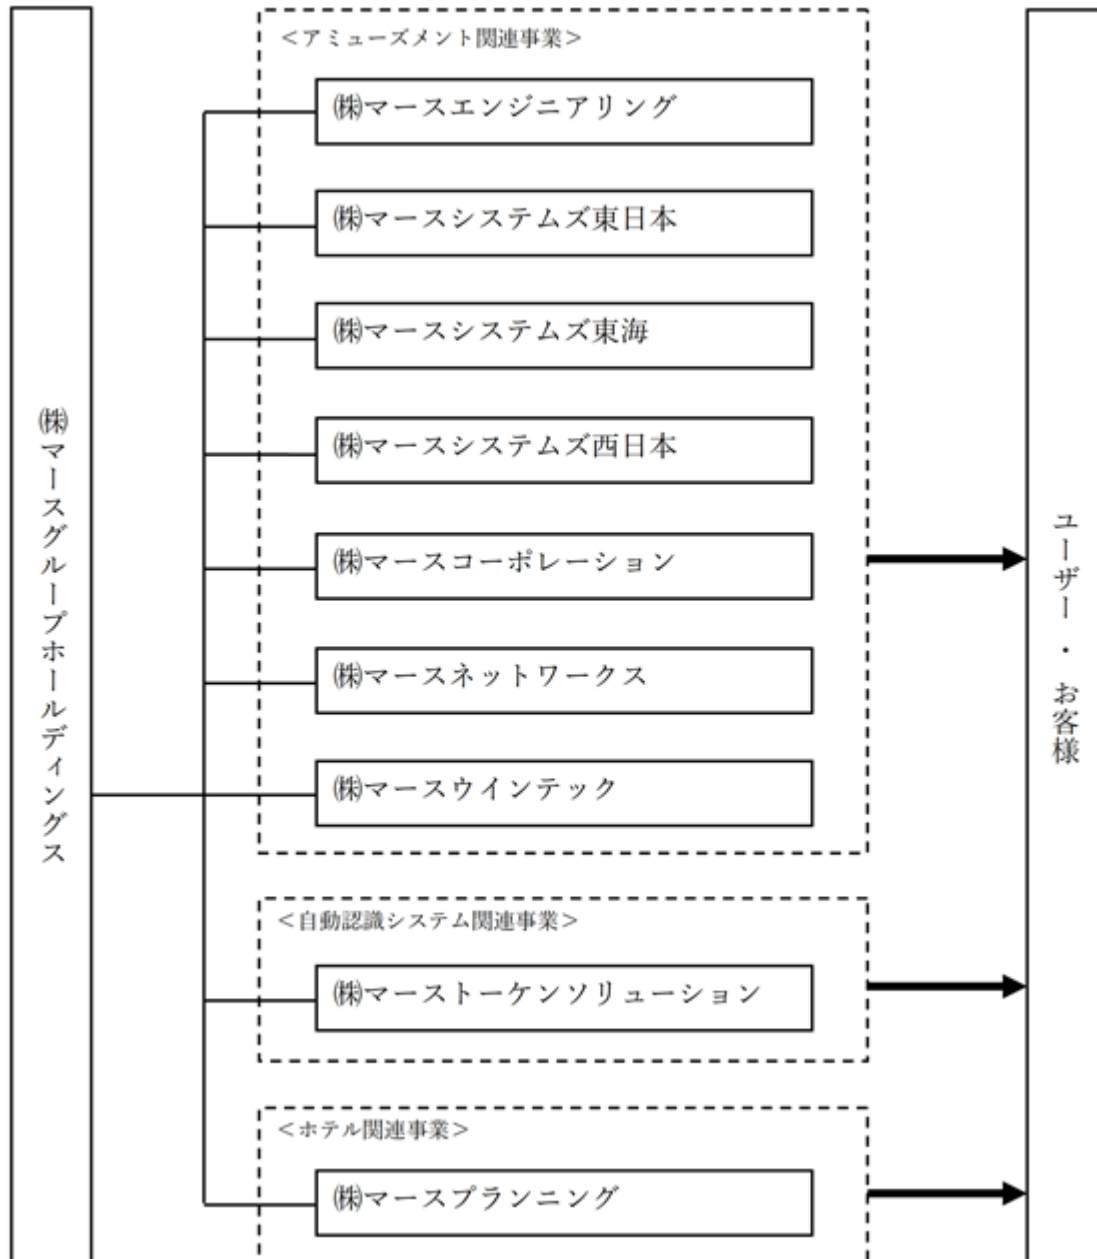 ㈱マースグループホールディングス
＜アミューズメント関連事業＞
㈱マースエンジニアリング
㈱マースシステムズ東日本
㈱マースシステムズ東海
㈱マースシステムズ西日本
㈱マースコーポレーション
㈱マースネットワークス
㈱マースウインテック
＜自動認識システム関連事業＞
㈱マーストーケンソリューション
＜ホテル関連事業＞
㈱マースプランニング
ユーザー・お客様